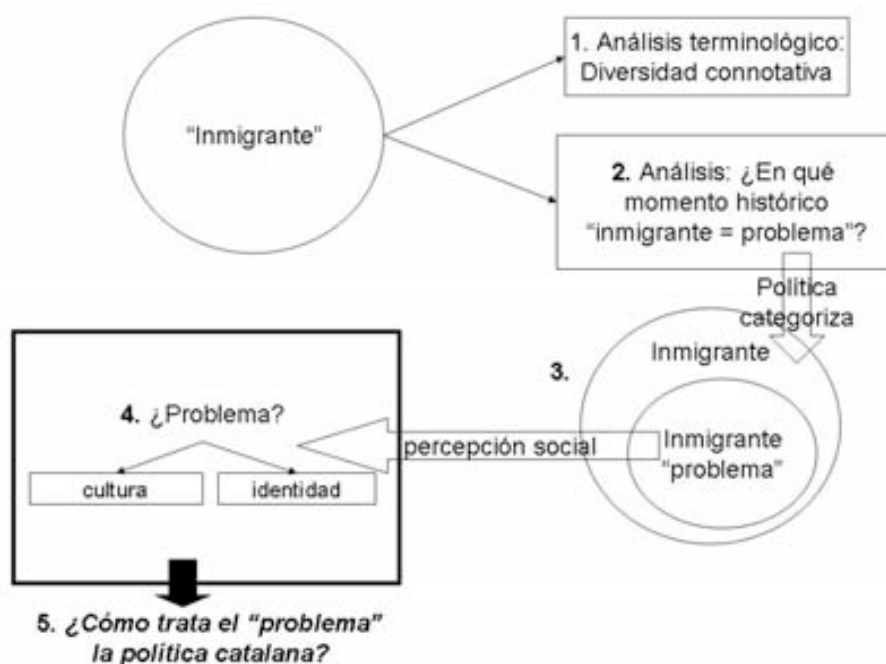 "Inmigrante"
1. Análisis terminológico:
Diversidad connotativa
2. Análisis: ¿En qué
momento histórico
"inmigrante = problema"?
Política
categoriza
3.
Inmigrante
Inmigrante
"problema"
percepción social
4. ¿Problema?
cultura
identidad
5. ¿Cómo trata el "problema"
la política catalana?